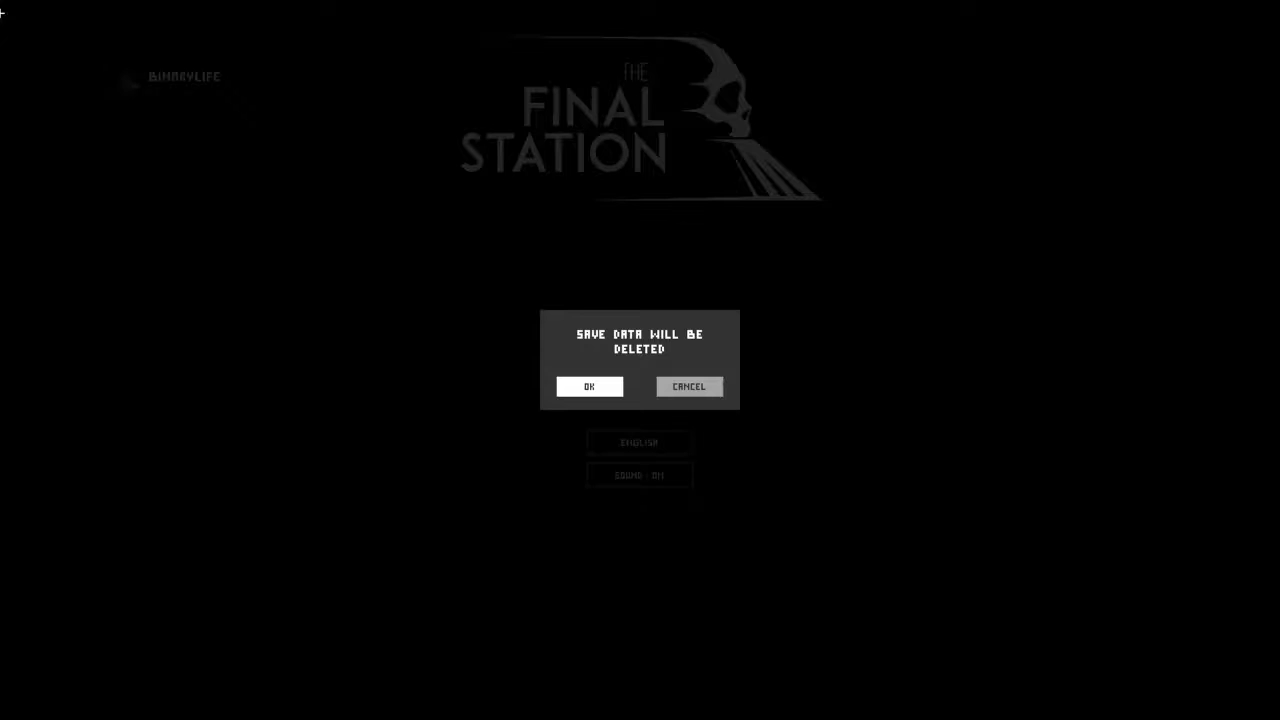 BINARYLIFE
THE
FINAL
STATION
SAVE DATA WILL BE
DELETED
OK
CANCEL
ENGLISH
SOUND: ON